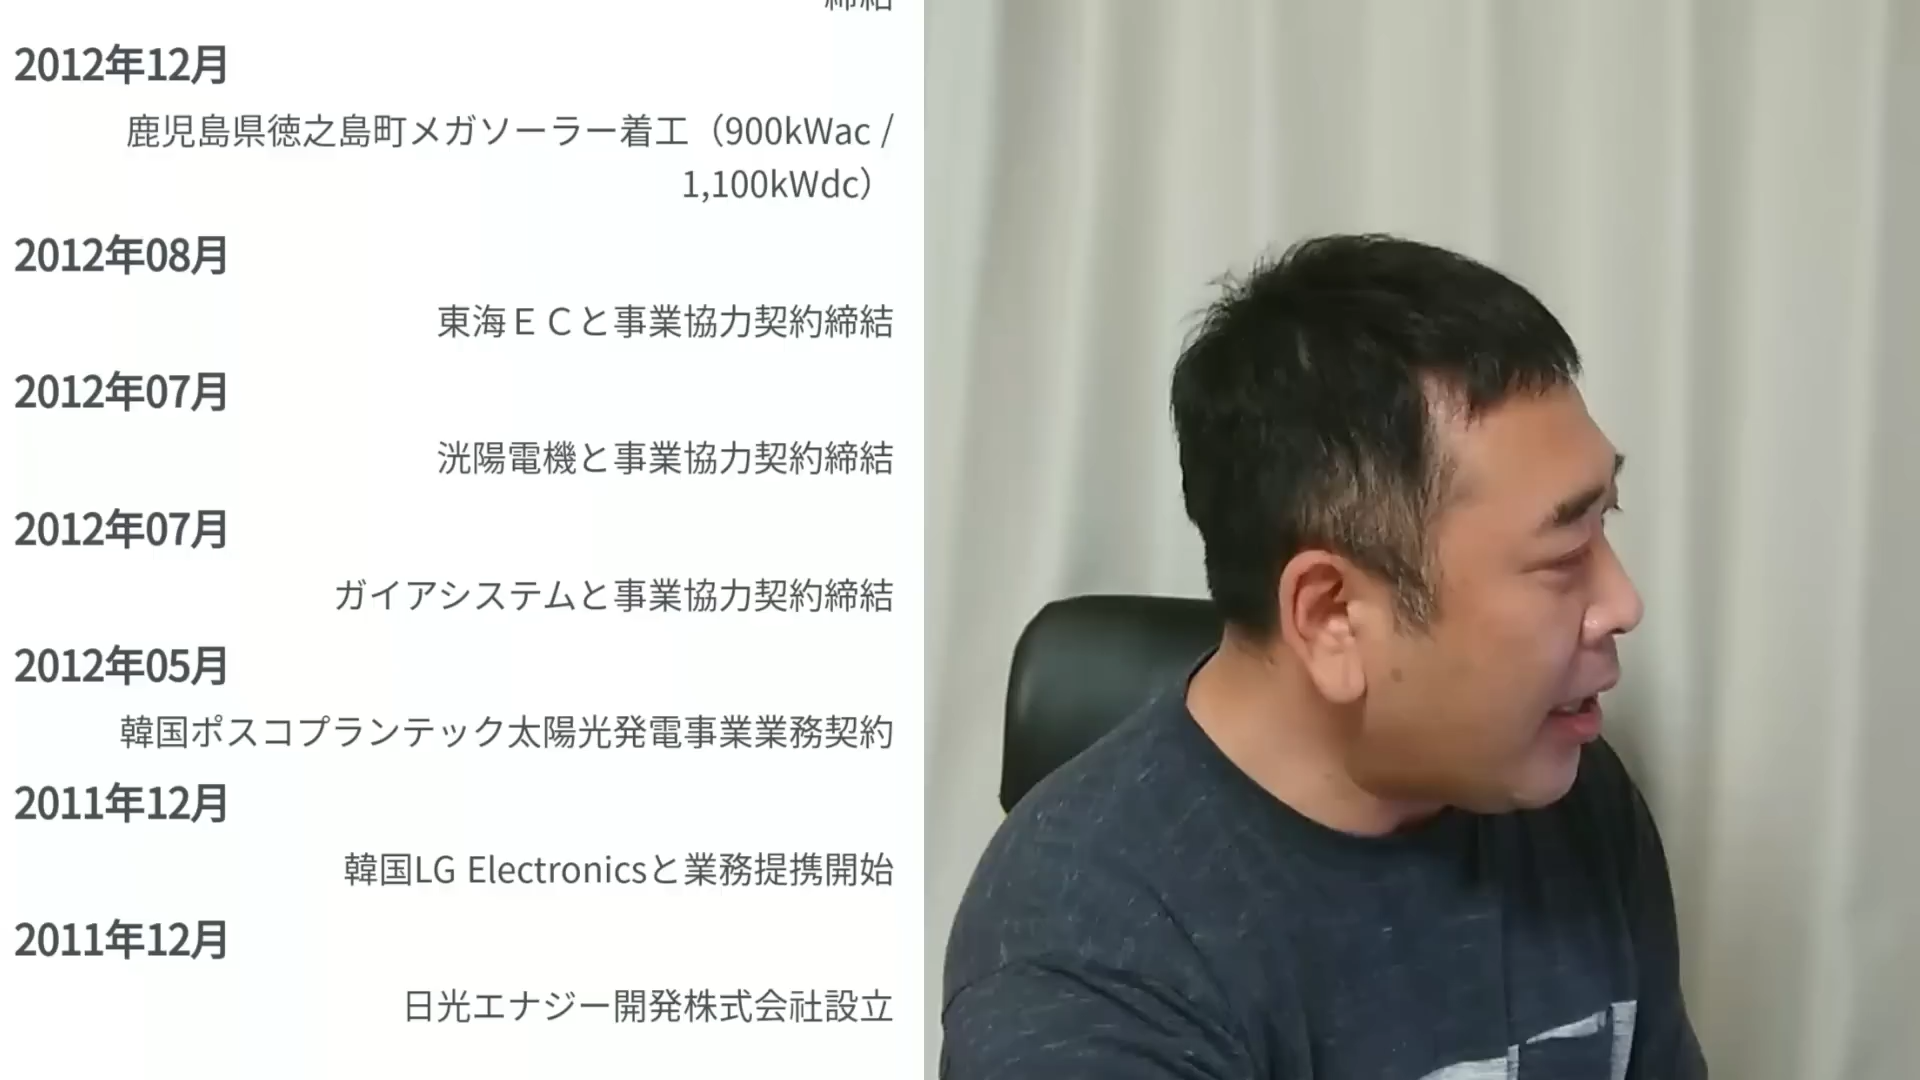 締結
2012年12月
鹿児島県徳之島町メガソーラー着工（900kWac /
1,100kWdc）
2012年08月
東海ＥＣと事業協力契約締結
2012年07月
洸陽電機と事業協力契約締結
2012年07月
ガイアシステムと事業協力契約締結
2012年05月
韓国ポスコプランテック太陽光発電事業業務契約
2011年12月
韓国LG Electronicsと業務提携開始
2011年12月
日光エナジー開発株式会社設立